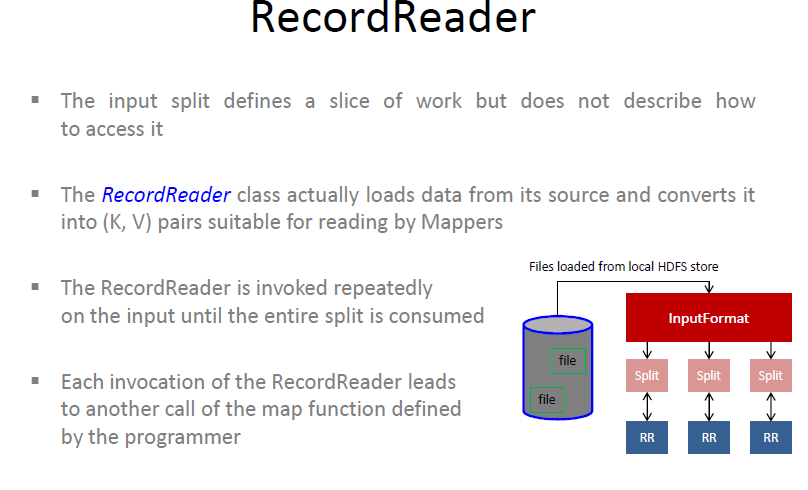 RecordReader
▪ The input split defines a slice of work but does not describe how
to access it
▪ The RecordReader class actually loads data from its source and converts it
into (K, V) pairs suitable for reading by Mappers
▪ The RecordReader is invoked repeatedly
on the input until the entire split is consumed
▪ Each invocation of the RecordReader leads
to another call of the map function defined
by the programmer
Files loaded from local HDFS store
InputFormat
file
file
Split Split Split
RR RR RR